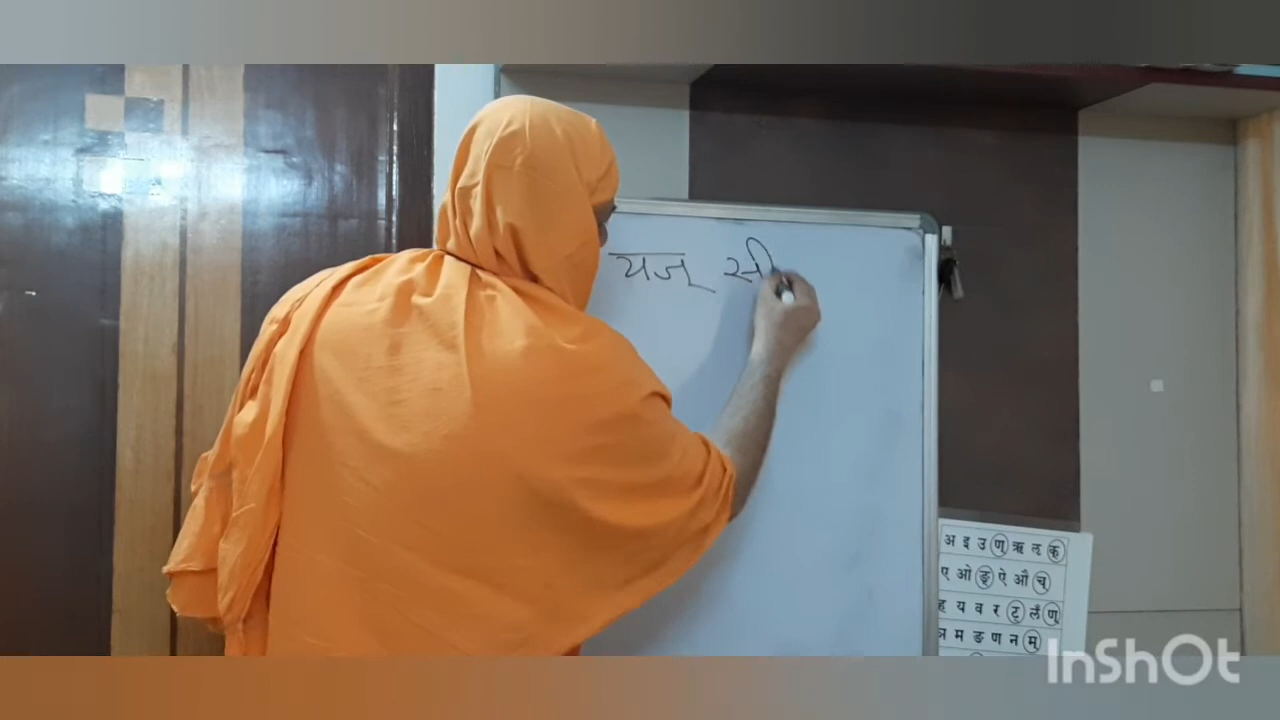 यज् सी
अ इ उ ण् ऋ लृ क्
ए ओ ङ् ऐ औ च्
ह य व र ट् लँ ण्
ञ म ङ ण न म्
InShOt